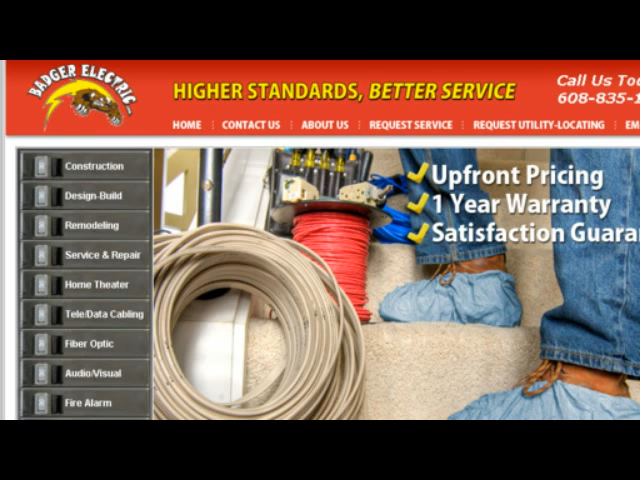 BADGER ELECTRIC
HIGHER STANDARDS, BETTER SERVICE
Call Us
608-835-
HOME CONTACT US ABOUT US REQUEST SERVICE REQUEST UTILITY-LOCATING
Construction
Design-Build
Remodeling
Service & Repair
Home Theater
Tele/Data Cabling
Fiber Optic
Audio/Visual
Fire Alarm
Upfront Pricing
1 Year Warranty
Satisfaction